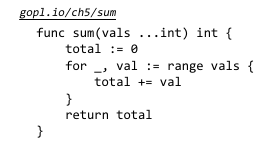 gopl.io/ch5/sum
func sum(vals ...int) int {
    total := 0
    for _, val := range vals {
        total += val
    }
    return total
}